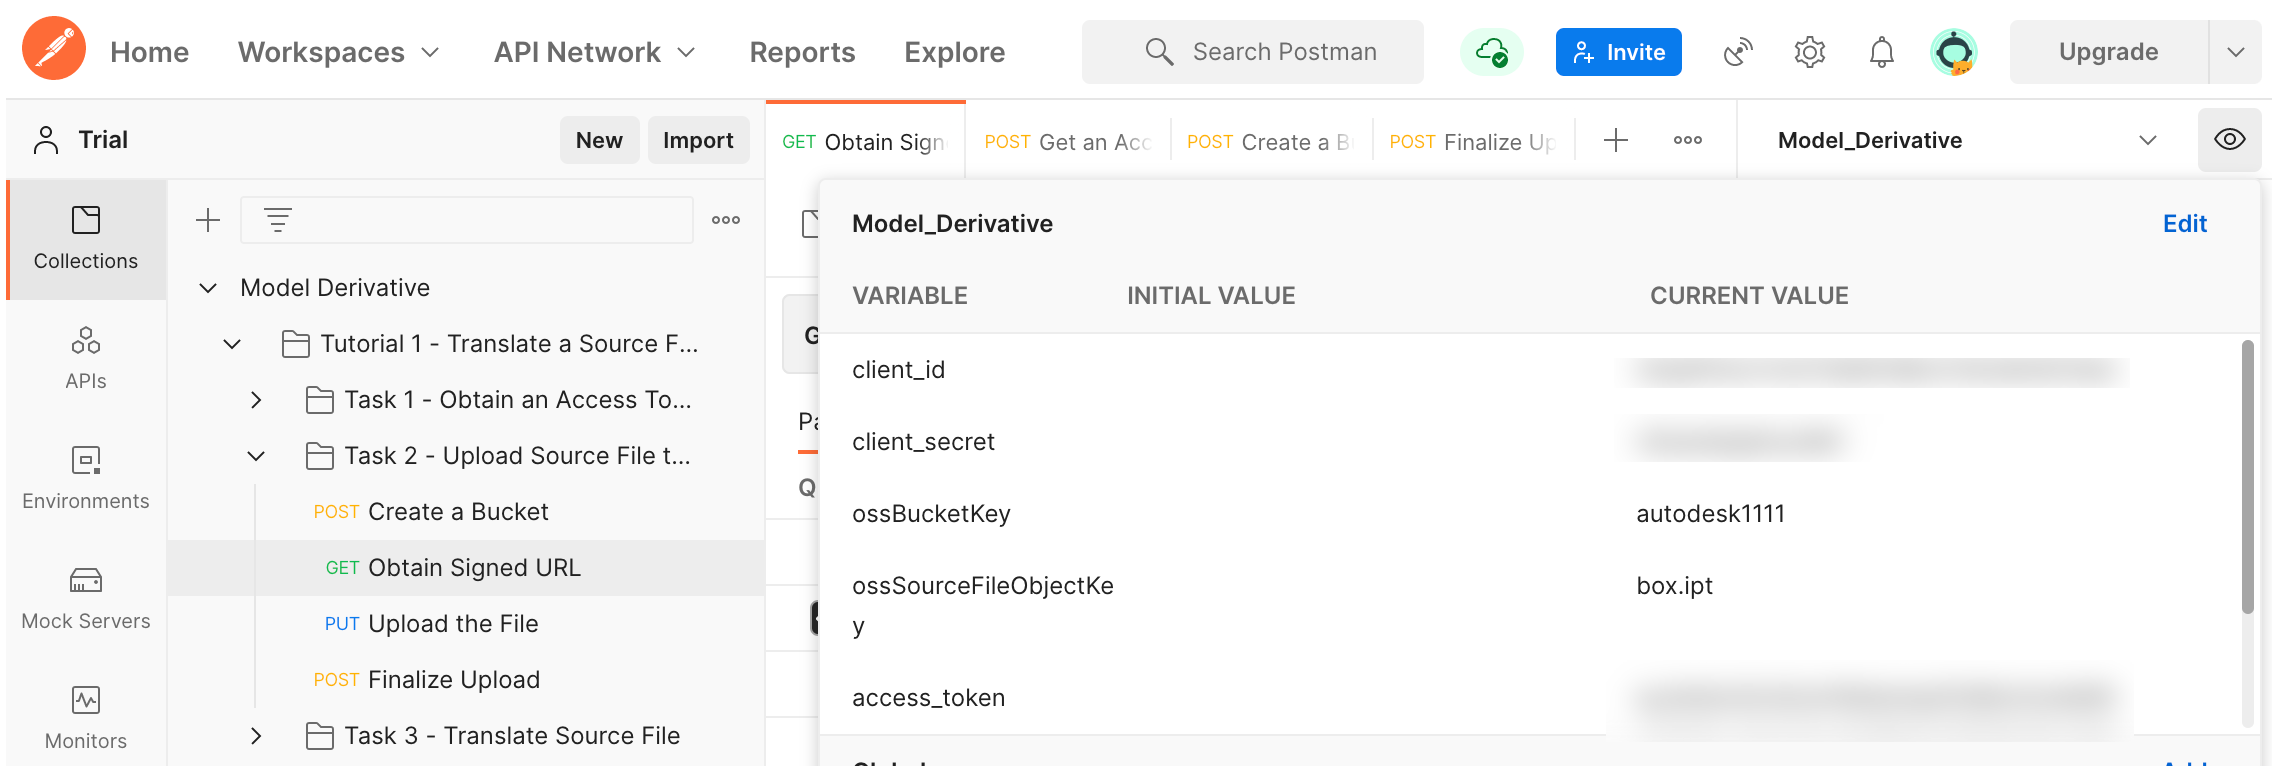 Home Workspaces API Network Reports Explore Search Postman Invite Upgrade
Trial New Import
GET Obtain Sign POST Get an Acc POST Create a B POST Finalize Up Model_Derivative
Collections
APIs
Environments
Mock Servers
Monitors
Model Derivative
Tutorial 1 - Translate a Source F...
Task 1 - Obtain an Access To...
Task 2 - Upload Source File t...
POST Create a Bucket
GET Obtain Signed URL
PUT Upload the File
POST Finalize Upload
Task 3 - Translate Source File
G
Pa
Q
Model_Derivative Edit
VARIABLE INITIAL VALUE CURRENT VALUE
client_id
client_secret
ossBucketKey autodesk1111
ossSourceFileObjectKe box.ipt
y
access_token